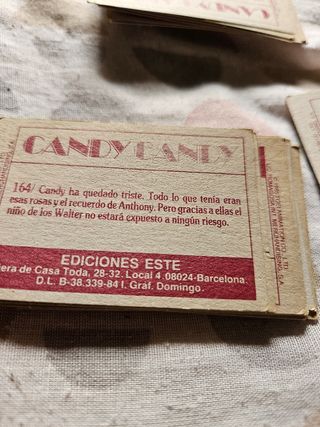 CANDY CANDY
164/ Candy ha quedado triste. Todo lo que tenía eran
esas rosas y el recuerdo de Anthony. Pero gracias a ellas el
niño de los Walter no estará expuesto a ningún riesgo.
EDICIONES ESTE
era de Casa Toda, 28-32. Local 4 08024-Barcelona.
D.L. B-38.339-84 I. Gráf. Domingo.